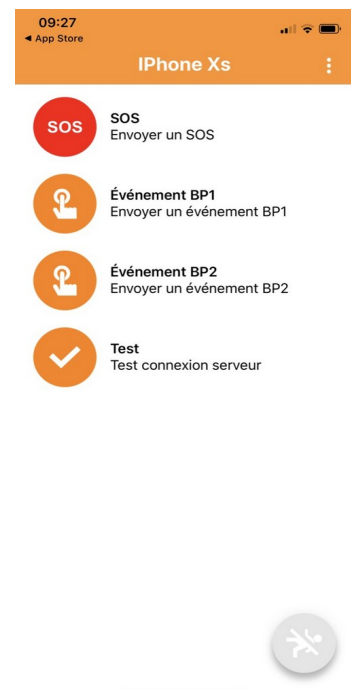 09:27
◀ App Store
IPhone Xs
SOS
SOS
Envoyer un SOS
Événement BP1
Envoyer un événement BP1
Événement BP2
Envoyer un événement BP2
Test
Test connexion serveur